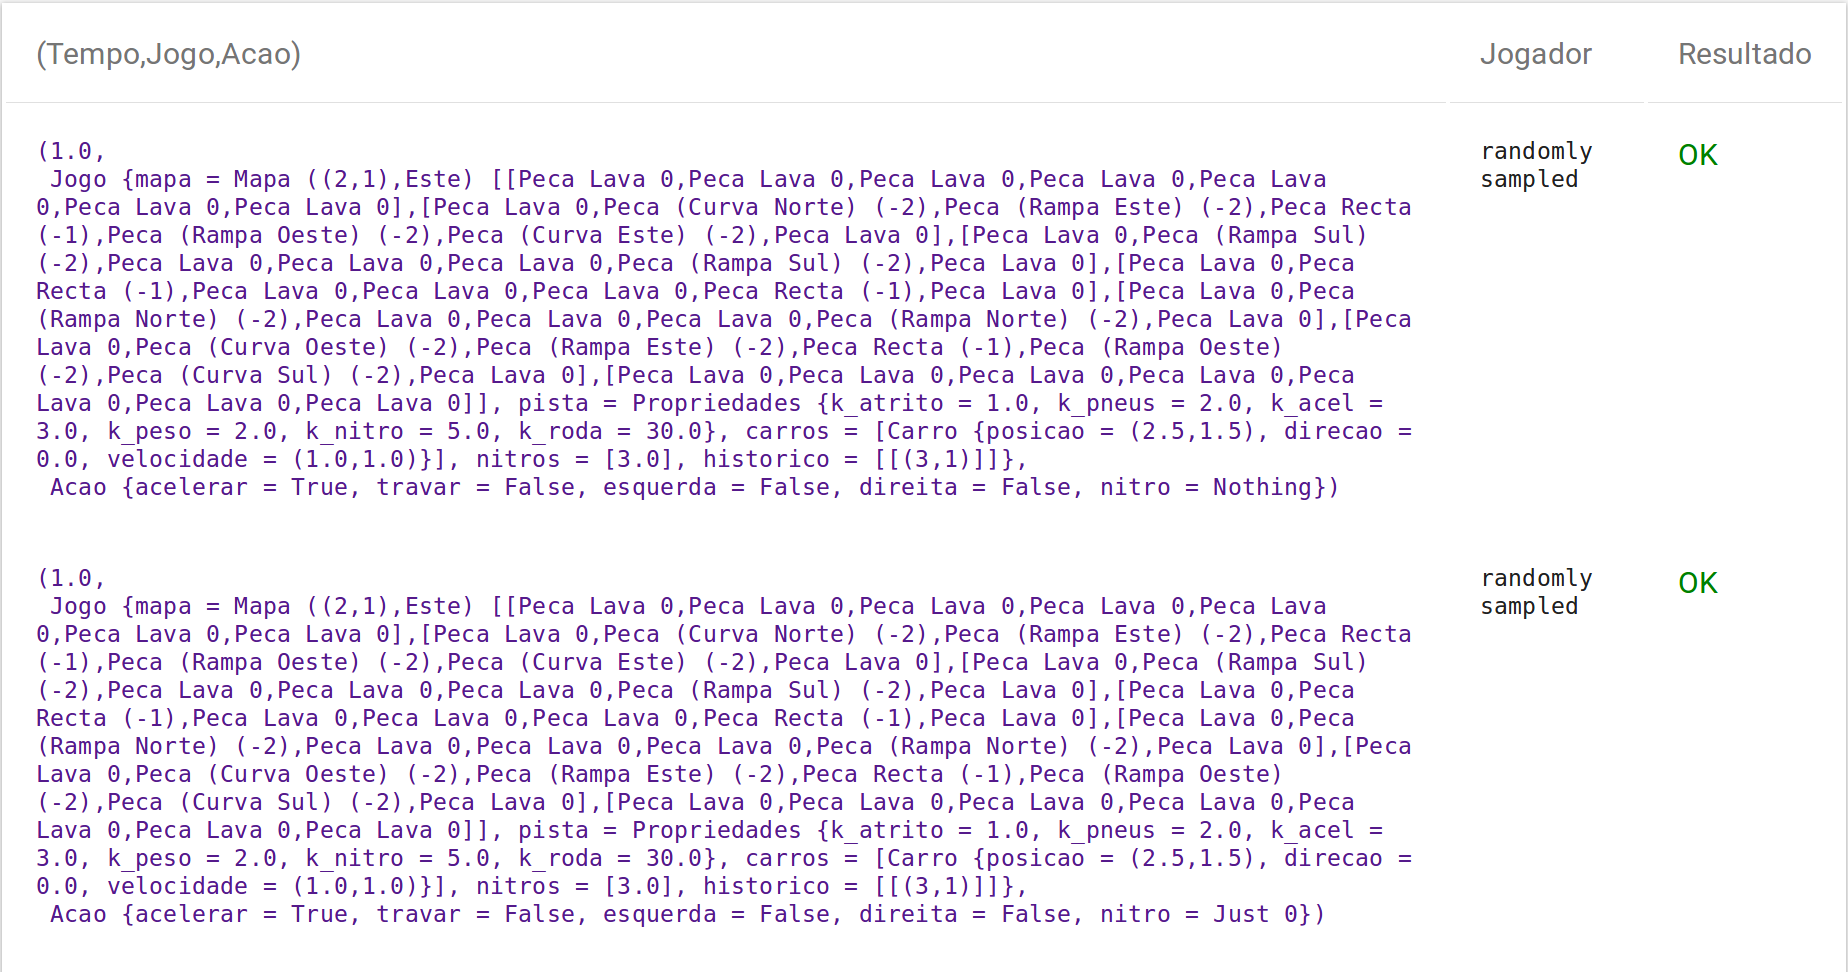 (Tempo,Jogo,Acao) Jogador Resultado
(1.0,
Jogo {mapa = Mapa ((2,1),Este) [[Peca Lava 0,Peca Lava 0,Peca Lava 0,Peca Lava 0,Peca Lava
0,Peca Lava 0,Peca Lava 0],[Peca Lava 0,Peca (Curva Norte) (-2),Peca (Rampa Este) (-2),Peca Recta
(-1),Peca (Rampa Oeste) (-2),Peca (Curva Este) (-2),Peca Lava 0],[Peca Lava 0,Peca (Rampa Sul)
(-2),Peca Lava 0,Peca Lava 0,Peca Lava 0,Peca (Rampa Sul) (-2),Peca Lava 0],[Peca Lava 0,Peca
Recta (-1),Peca Lava 0,Peca Lava 0,Peca Lava 0,Peca Recta (-1),Peca Lava 0],[Peca Lava 0,Peca
(Rampa Norte) (-2),Peca Lava 0,Peca Lava 0,Peca Lava 0,Peca (Rampa Norte) (-2),Peca Lava 0],[Peca
Lava 0,Peca (Curva Oeste) (-2),Peca (Rampa Este) (-2),Peca Recta (-1),Peca (Rampa Oeste)
(-2),Peca (Curva Sul) (-2),Peca Lava 0],[Peca Lava 0,Peca Lava 0,Peca Lava 0,Peca Lava 0,Peca
Lava 0,Peca Lava 0,Peca Lava 0]], pista = Propriedades {k_atrito = 1.0, k_pneus = 2.0, k_acel =
3.0, k_peso = 2.0, k_nitro = 5.0, k_roda = 30.0}, carros = [Carro {posicao = (2.5,1.5), direcao =
0.0, velocidade = (1.0,1.0)}], nitros = [3.0], historico = [[(3,1)]]},
Acao {acelerar = True, travar = False, esquerda = False, direita = False, nitro = Nothing})
randomly
sampled
OK
(1.0,
Jogo {mapa = Mapa ((2,1),Este) [[Peca Lava 0,Peca Lava 0,Peca Lava 0,Peca Lava 0,Peca Lava
0,Peca Lava 0,Peca Lava 0],[Peca Lava 0,Peca (Curva Norte) (-2),Peca (Rampa Este) (-2),Peca Recta
(-1),Peca (Rampa Oeste) (-2),Peca (Curva Este) (-2),Peca Lava 0],[Peca Lava 0,Peca (Rampa Sul)
(-2),Peca Lava 0,Peca Lava 0,Peca Lava 0,Peca (Rampa Sul) (-2),Peca Lava 0],[Peca Lava 0,Peca
Recta (-1),Peca Lava 0,Peca Lava 0,Peca Lava 0,Peca Recta (-1),Peca Lava 0],[Peca Lava 0,Peca
(Rampa Norte) (-2),Peca Lava 0,Peca Lava 0,Peca Lava 0,Peca (Rampa Norte) (-2),Peca Lava 0],[Peca
Lava 0,Peca (Curva Oeste) (-2),Peca (Rampa Este) (-2),Peca Recta (-1),Peca (Rampa Oeste)
(-2),Peca (Curva Sul) (-2),Peca Lava 0],[Peca Lava 0,Peca Lava 0,Peca Lava 0,Peca Lava 0,Peca
Lava 0,Peca Lava 0,Peca Lava 0]], pista = Propriedades {k_atrito = 1.0, k_pneus = 2.0, k_acel =
3.0, k_peso = 2.0, k_nitro = 5.0, k_roda = 30.0}, carros = [Carro {posicao = (2.5,1.5), direcao =
0.0, velocidade = (1.0,1.0)}], nitros = [3.0], historico = [[(3,1)]]},
Acao {acelerar = True, travar = False, esquerda = False, direita = False, nitro = Just 0})
randomly
sampled
OK